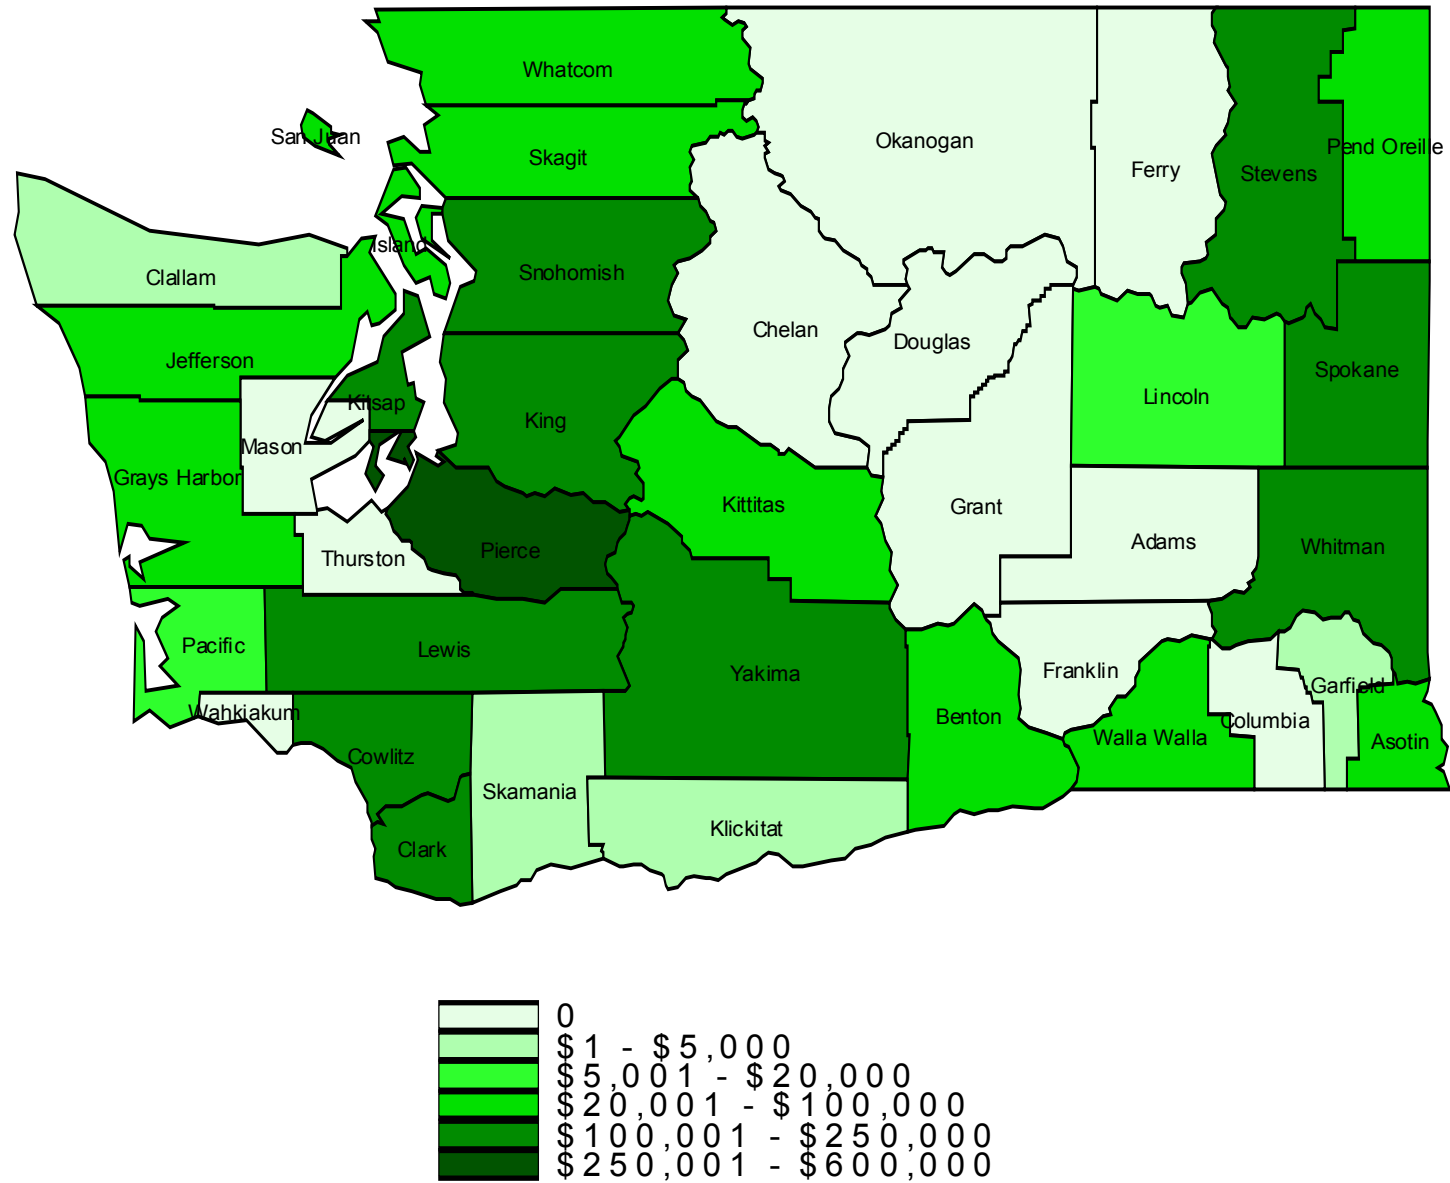 Whatcom
San Juan
Okanogan
Pend Oreille
Skagit
Ferry
Stevens
Island
Clallam
Snohomish
Chelan
Douglas
Jefferson
Spokane
Kitsap
Lincoln
King
Mason
Grays Harbor
Kittitas
Grant
Thurston
Pierce
Adams
Whitman
Pacific
Lewis
Yakima
Franklin
Garfield
Wahkiakum
Benton
Columbia
Walla Walla
Asotin
Cowlitz
Skamania
Klickitat
Clark
0
$1 - $5,000
$5,001 - $20,000
$20,001 - $100,000
$100,001 - $250,000
$250,001 - $600,000